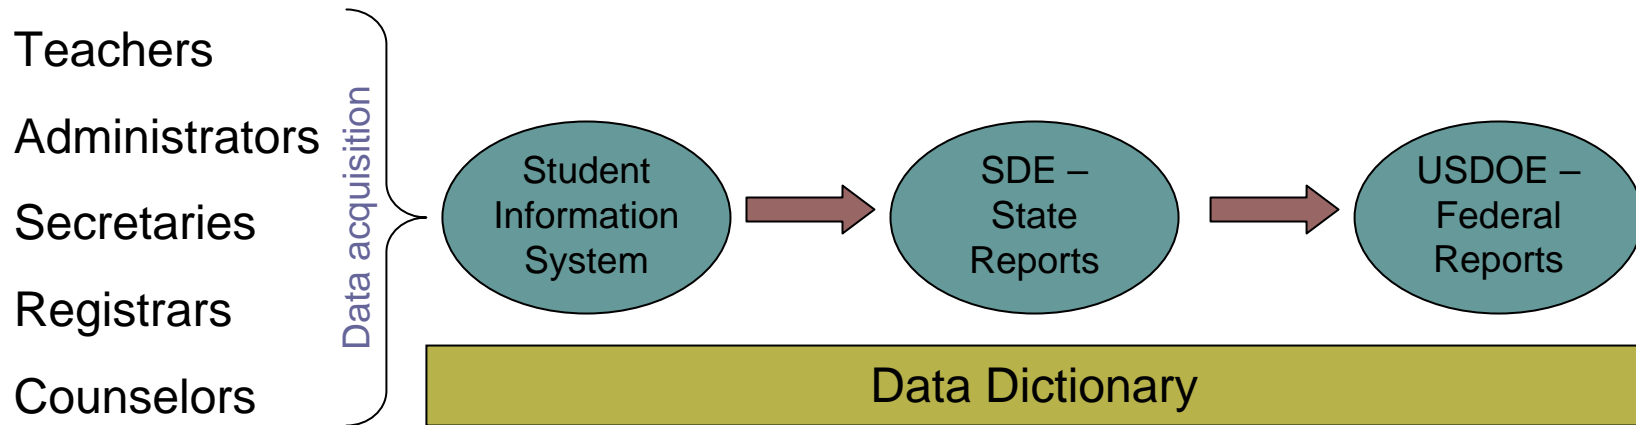 Teachers
Administrators
Secretaries
Registrars
Counselors
Data acquisition
Student
Information
System
SDE –
State
Reports
USDOE –
Federal
Reports
Data Dictionary